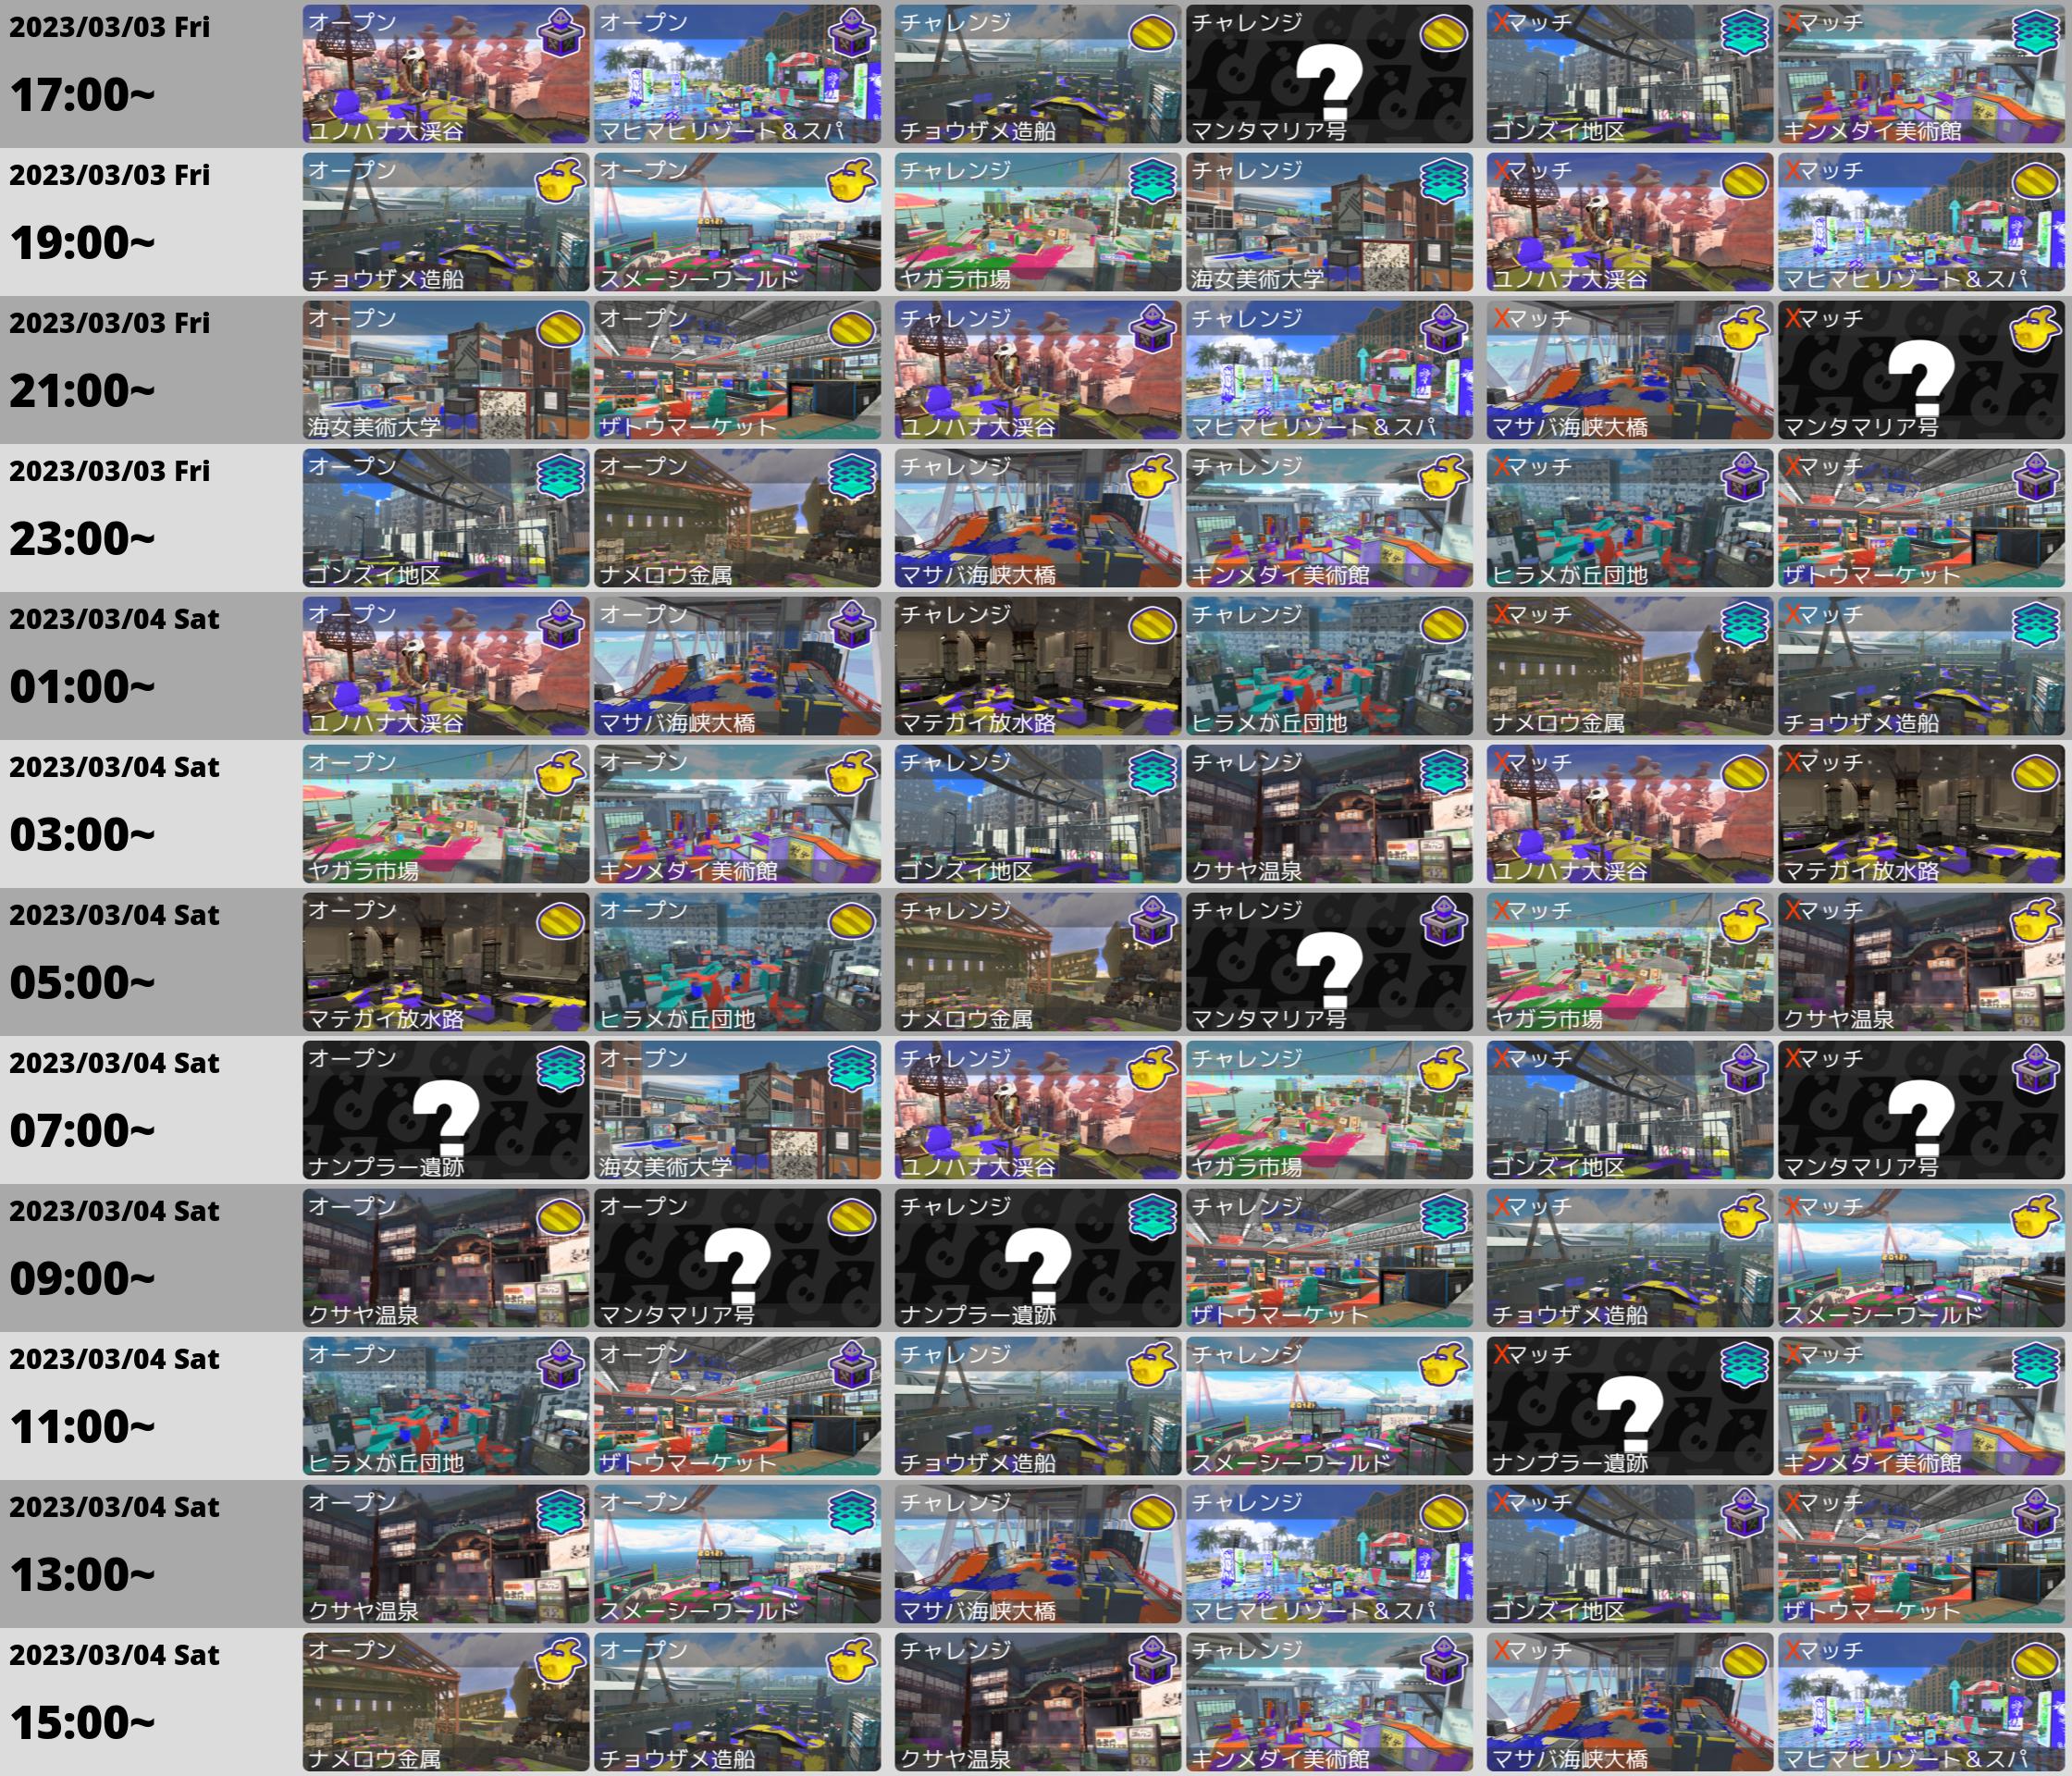 2023/03/03 Fri
17:00~
オープン
ユノハナ大渓谷
オープン
マヒマヒリゾート＆スパ
チャレンジ
チョウザメ造船
チャレンジ
マンタマリア号
Xマッチ
ゴンズイ地区
Xマッチ
キンメダイ美術館
2023/03/03 Fri
19:00~
オープン
チョウザメ造船
オープン
スメーシーワールド
チャレンジ
ヤガラ市場
チャレンジ
海女美術大学
Xマッチ
ユノハナ大渓谷
Xマッチ
マヒマヒリゾート＆スパ
2023/03/03 Fri
21:00~
オープン
海女美術大学
オープン
ザトウマーケット
チャレンジ
ユノハナ大渓谷
チャレンジ
マヒマヒリゾート＆スパ
Xマッチ
マサバ海峡大橋
Xマッチ
マンタマリア号
2023/03/03 Fri
23:00~
オープン
ゴンズイ地区
オープン
ナメロウ金属
チャレンジ
マサバ海峡大橋
チャレンジ
キンメダイ美術館
Xマッチ
ヒラメが丘団地
Xマッチ
ザトウマーケット
2023/03/04 Sat
01:00~
オープン
ユノハナ大渓谷
オープン
マサバ海峡大橋
チャレンジ
マテガイ放水路
チャレンジ
ヒラメが丘団地
Xマッチ
ナメロウ金属
Xマッチ
チョウザメ造船
2023/03/04 Sat
03:00~
オープン
ヤガラ市場
オープン
キンメダイ美術館
チャレンジ
ゴンズイ地区
チャレンジ
クサヤ温泉
Xマッチ
ユノハナ大渓谷
Xマッチ
マテガイ放水路
2023/03/04 Sat
05:00~
オープン
マテガイ放水路
オープン
ヒラメが丘団地
チャレンジ
ナメロウ金属
チャレンジ
マンタマリア号
Xマッチ
ヤガラ市場
Xマッチ
クサヤ温泉
2023/03/04 Sat
07:00~
オープン
ナンプラー遺跡
オープン
海女美術大学
チャレンジ
ユノハナ大渓谷
チャレンジ
ヤガラ市場
Xマッチ
ゴンズイ地区
Xマッチ
マンタマリア号
2023/03/04 Sat
09:00~
オープン
クサヤ温泉
オープン
マンタマリア号
チャレンジ
ナンプラー遺跡
チャレンジ
ザトウマーケット
Xマッチ
チョウザメ造船
Xマッチ
スメーシーワールド
2023/03/04 Sat
11:00~
オープン
ヒラメが丘団地
オープン
ザトウマーケット
チャレンジ
チョウザメ造船
チャレンジ
スメーシーワールド
Xマッチ
ナンプラー遺跡
Xマッチ
キンメダイ美術館
2023/03/04 Sat
13:00~
オープン
クサヤ温泉
オープン
スメーシーワールド
チャレンジ
マサバ海峡大橋
チャレンジ
マヒマヒリゾート＆スパ
Xマッチ
ゴンズイ地区
Xマッチ
ザトウマーケット
2023/03/04 Sat
15:00~
オープン
ナメロウ金属
オープン
チョウザメ造船
チャレンジ
クサヤ温泉
チャレンジ
キンメダイ美術館
Xマッチ
マサバ海峡大橋
Xマッチ
マヒマヒリゾート＆スパ